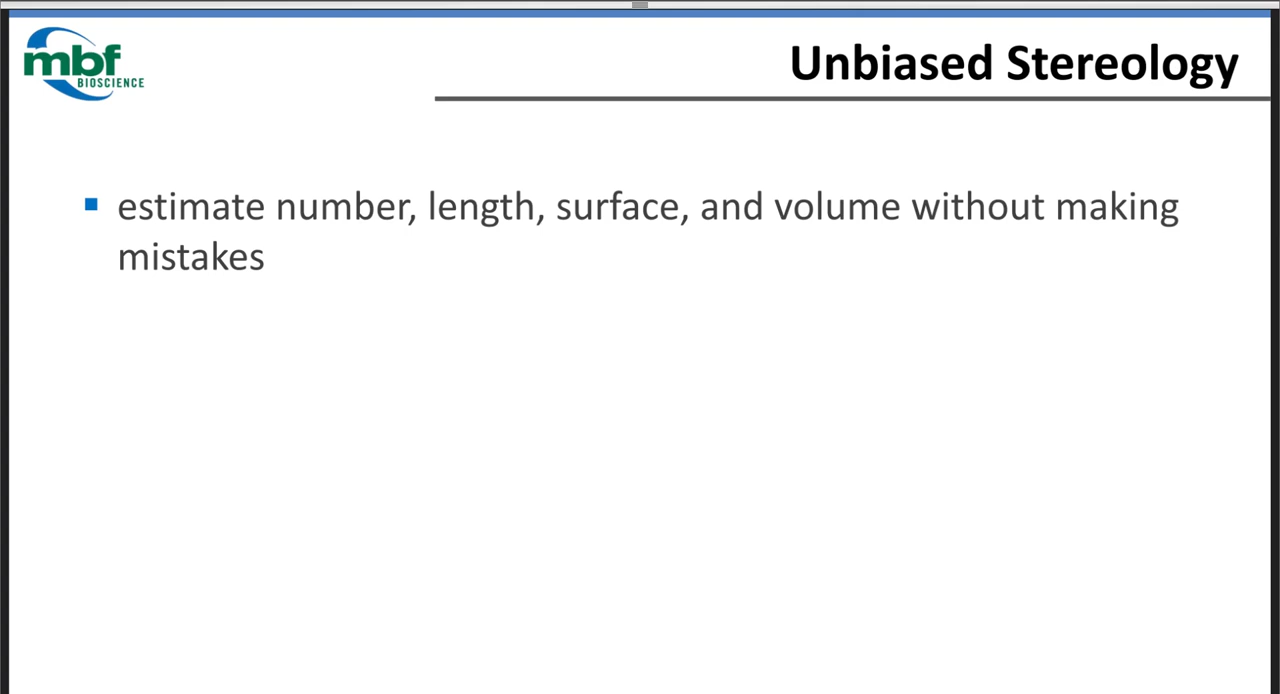 mbf
BIOSCIENCE
Unbiased Stereology
estimate number, length, surface, and volume without making
mistakes